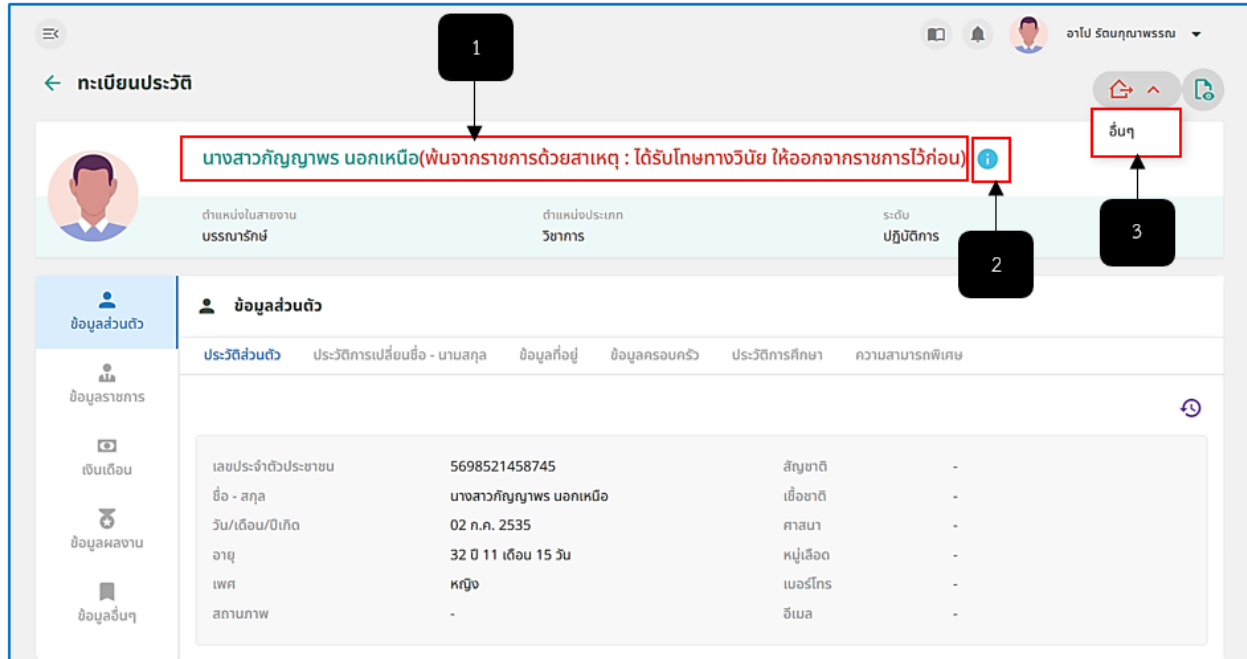 1
อาโป รัตนกุณาพรรณ
ทะเบียนประวัติ
อื่นๆ
นางสาวกัญญาพร นอกเหนือ(พ้นจากราชการด้วยสาเหตุ : ได้รับโทษทางวินัย ให้ออกจากราชการไว้ก่อน)
ตำแหน่งในสายงาน ตำแหน่งประเภท ระดับ
บรรณารักษ์ วิชาการ ปฏิบัติการ
3
2
ข้อมูลส่วนตัว
ข้อมูลราชการ
เงินเดือน
ข้อมูลผลงาน
ข้อมูลอื่นๆ
ข้อมูลส่วนตัว
ประวัติส่วนตัว ประวัติการเปลี่ยนชื่อ - นามสกุล ข้อมูลที่อยู่ ข้อมูลครอบครัว ประวัติการศึกษา ความสามารถพิเศษ
เลขประจำตัวประชาชน 5698521458745 สัญชาติ -
ชื่อ - สกุล นางสาวกัญญาพร นอกเหนือ เชื้อชาติ -
วัน/เดือน/ปีเกิด 02 ก.ค. 2535 ศาสนา -
อายุ 32 ปี 11 เดือน 15 วัน หมู่เลือด -
เพศ หญิง เบอร์โทร -
สถานภาพ - อีเมล -